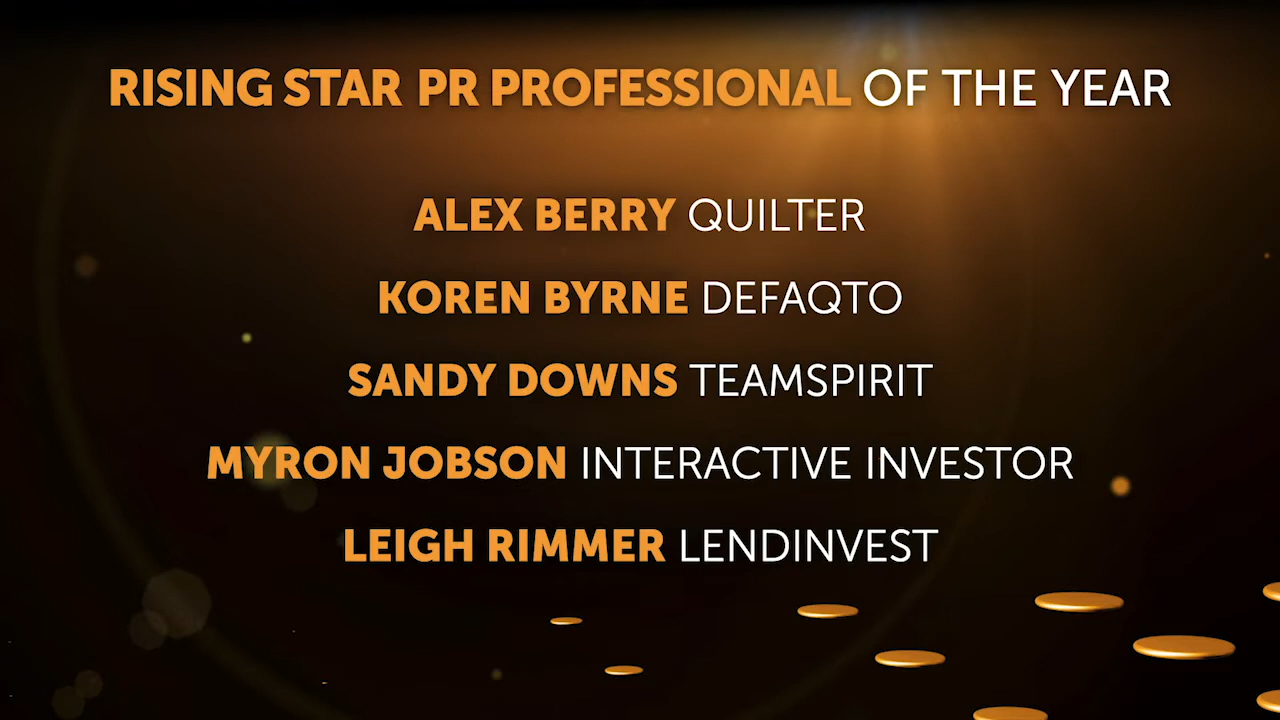 RISING STAR PR PROFESSIONAL OF THE YEAR
ALEX BERRY QUILTER
KOREN BYRNE DEFAQTO
SANDY DOWNS TEAMSPIRIT
MYRON JOBSON INTERACTIVE INVESTOR
LEIGH RIMMER LENDINVEST